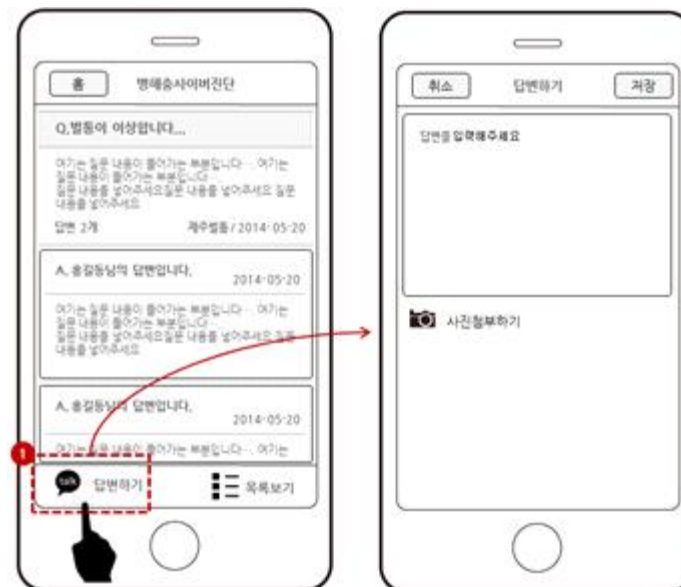 홈
병해충사이버진단
Q.벌통이 이상합니다...
여기는 질문 내용이 들어가는 부분입니다... 여기는
질문 내용이 들어가는 부분입니다...
질문 내용을 넣어주세요질문 내용을 넣어주세요 질문
내용을 넣어주세요
답변 2개
제주벌통 / 2014-05-20
A. 홍길동님의 답변입니다.
2014-05-20
여기는 질문 내용이 들어가는 부분입니다... 여기는
질문 내용이 들어가는 부분입니다...
질문 내용을 넣어주세요질문 내용을 넣어주세요 질문
내용을 넣어주세요
A. 홍길동님의 답변입니다.
2014-05-20
여기는 질문 내용이 들어가는 부분입니다... 여기는
1
talk
답변하기
목록보기
취소
답변하기
저장
답변을 입력해주세요
사진첨부하기